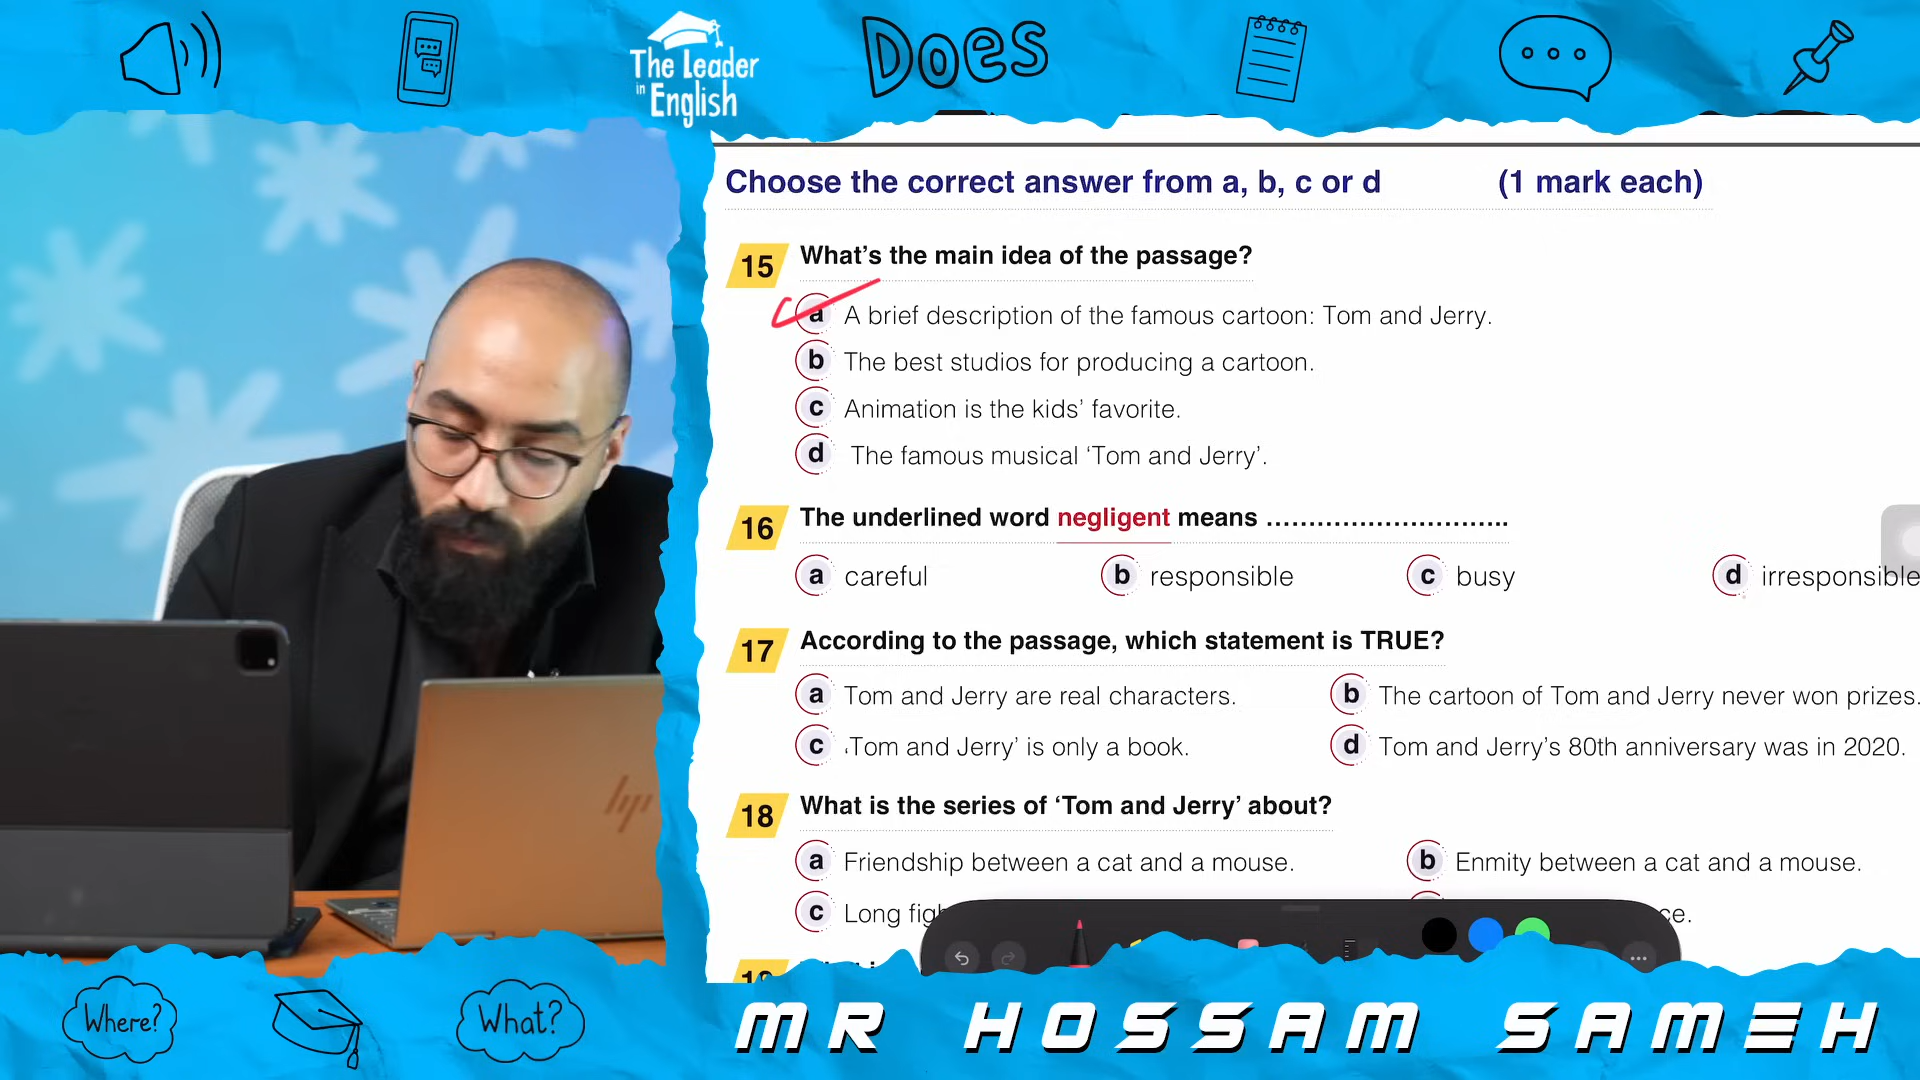 The Leader
in
English
Does
Choose the correct answer from a, b, c or d (1 mark each)
15 What's the main idea of the passage?
a A brief description of the famous cartoon: Tom and Jerry.
b The best studios for producing a cartoon.
c Animation is the kids' favorite.
d The famous musical 'Tom and Jerry'.
16 The underlined word negligent means ..............................
a careful b responsible c busy d irresponsible
17 According to the passage, which statement is TRUE?
a Tom and Jerry are real characters. b The cartoon of Tom and Jerry never won prizes.
c 'Tom and Jerry' is only a book. d Tom and Jerry's 80th anniversary was in 2020.
18 What is the series of 'Tom and Jerry' about?
a Friendship between a cat and a mouse. b Enmity between a cat and a mouse.
c Long
hp
Where?
What?
MR HOSSAM SAMEH